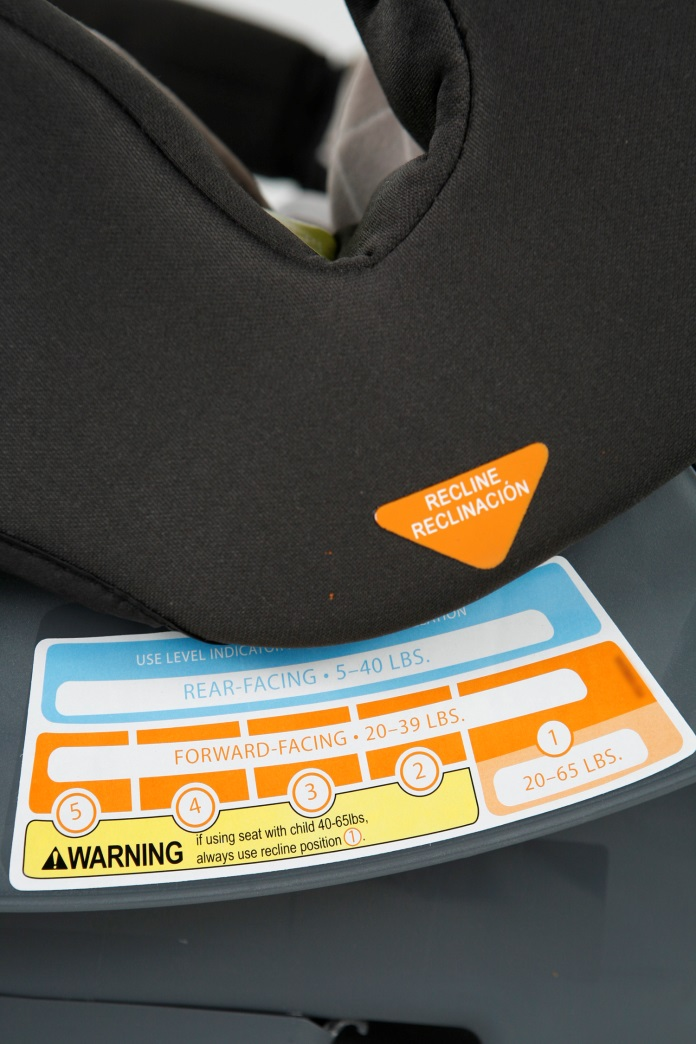 RECLINE
RECLINACIÓN
USE LEVEL INDICATOR
REAR-FACING • 5–40 LBS.
FORWARD-FACING • 20–39 LBS.
5
4
3
2
1
20–65 LBS.
WARNING
if using seat with child 40-65lbs,
always use recline position 1.